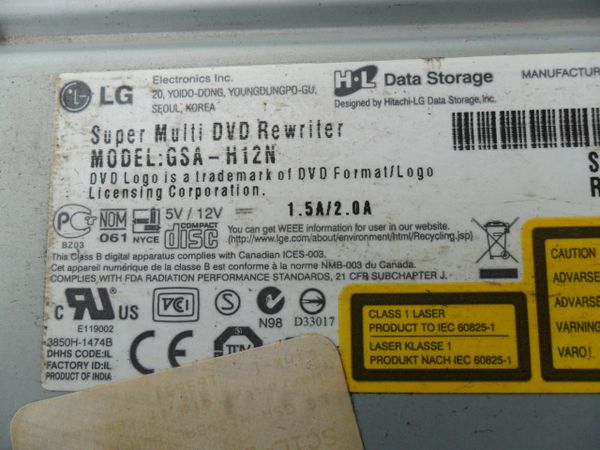 LG
Electronics Inc.
20, YOIDO-DONG, YOUNGDUNGPO-GU,
SEOUL, KOREA
H·L Data Storage
Designed by Hitachi-LG Data Storage, Inc.
MANUFACTUR
Super Multi DVD Rewriter
MODEL:GSA-H12N
DVD Logo is a trademark of DVD Format/Logo
Licensing Corporation.
S
R
PC
BZ03
NOM
061
NYCE
5V / 12V
1.5A/2.0A
COMPACT
disc
You can get WEEE information for user in our website.
(http://www.lge.com/about/environment/html/Recycling.jsp)
This Class B digital apparatus complies with Canadian ICES-003.
Cet appareil numérique de la classe B est conforme à la norme NMB-003 du Canada.
COMPLIES WITH FDA RADIATION PERFORMANCE STANDARDS, 21 CFR SUBCHAPTER J.
C RU US
E119002
VCI
N98
D33017
3850H-1474B
DHHS CODE:IL
FACTORY ID:IL
PRODUCT OF INDIA
CLASS 1 LASER
PRODUCT TO IEC 60825-1
LASER KLASSE 1
PRODUKT NACH IEC 60825-1
CAUTION
ADVARSE
ADVARSE
VARNING
VARO!